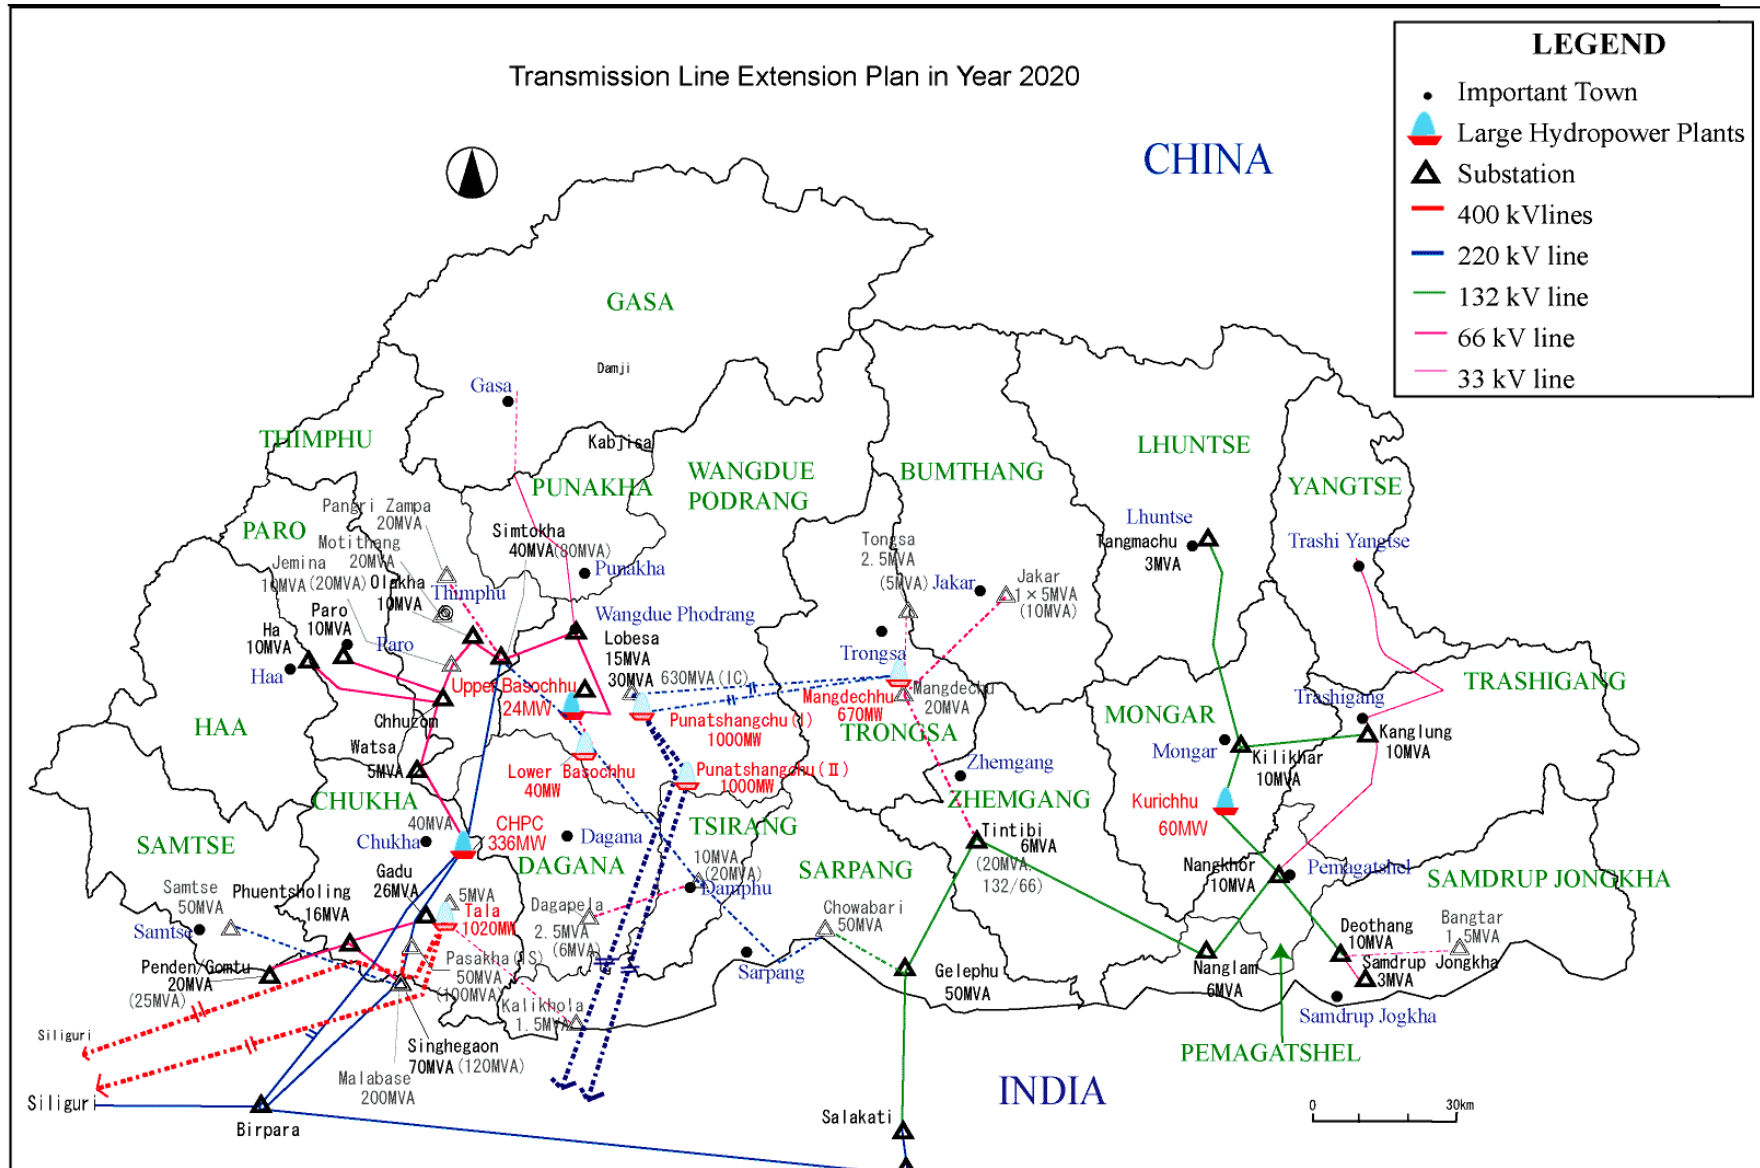 Transmission Line Extension Plan in Year 2020
LEGEND
Important Town
Large Hydropower Plants
Substation
400 kVlines
220 kV line
132 kV line
66 kV line
33 kV line
CHINA
GASA
Damji
Gasa
Kabjisa
THIMPHU
PUNAKHA
WANGDUE
PODRANG
BUMTHANG
LHUNTSE
YANGTSE
PARO
Pangri Zampa
20MVA
Motithang
20MVA
Jemina
10MVA (20MVA)
Olakha
10MVA
Thimphu
Simtokha
40MVA(80MVA)
Punakha
Paro
10MVA
Ha
10MVA
Paro
Haa
HAA
Wangdue Phodrang
Lobesa
15MVA
30MVA
630MVA(IC)
Tongsa
2.5MVA
(5MVA)
Jakar
Jakar
1×5MVA
(10MVA)
Lhuntse
Tangmachu
3MVA
Trashi Yangtse
Trongsa
Mangdechhu
670MW
Mangdechu
20MVA
TRONGSA
Upper Basochhu
24MW
Chhuzom
Watsa
5MVA
Lower Basochhu
40MW
Punatshangchu(I)
1000MW
Punatshangchu(II)
1000MW
MONGAR
Mongar
Kilikhar
10MVA
Trashigang
TRASHIGANG
Kanglung
10MVA
Zhemgang
ZHEMGANG
Kurichhu
60MW
CHUKHA
40MVA
Chukha
CHPC
336MW
Dagana
DAGANA
TSIRANG
10MVA
(20MVA)
Damphu
SARPANG
Tintibi
6MVA
(20MVA,
132/66)
Nangkhor
10MVA
Pemagatshel
SAMDRUP JONGKHA
SAMTSE
Samtse
50MVA
Samtse
Phuentsholing
16MVA
Gadu
26MVA
5MVA
Tala
1020MW
Dagapela
2.5MVA
(6MVA)
Chowabari
50MVA
Sarpang
Gelephu
50MVA
Nanglam
6MVA
Deothang
10MVA
Bangtar
1.5MVA
Samdrup Jongkha
3MVA
Samdrup Jogkha
Penden/Gomtu
20MVA
(25MVA)
Pasakha(IS)
50MVA
(100MVA)
Kalikhola
1.5MVA
Siliguri
Singhegaon
70MVA(120MVA)
Malabase
200MVA
PEMAGATSHEL
INDIA
Siliguri
Birpara
Salakati
0 30km